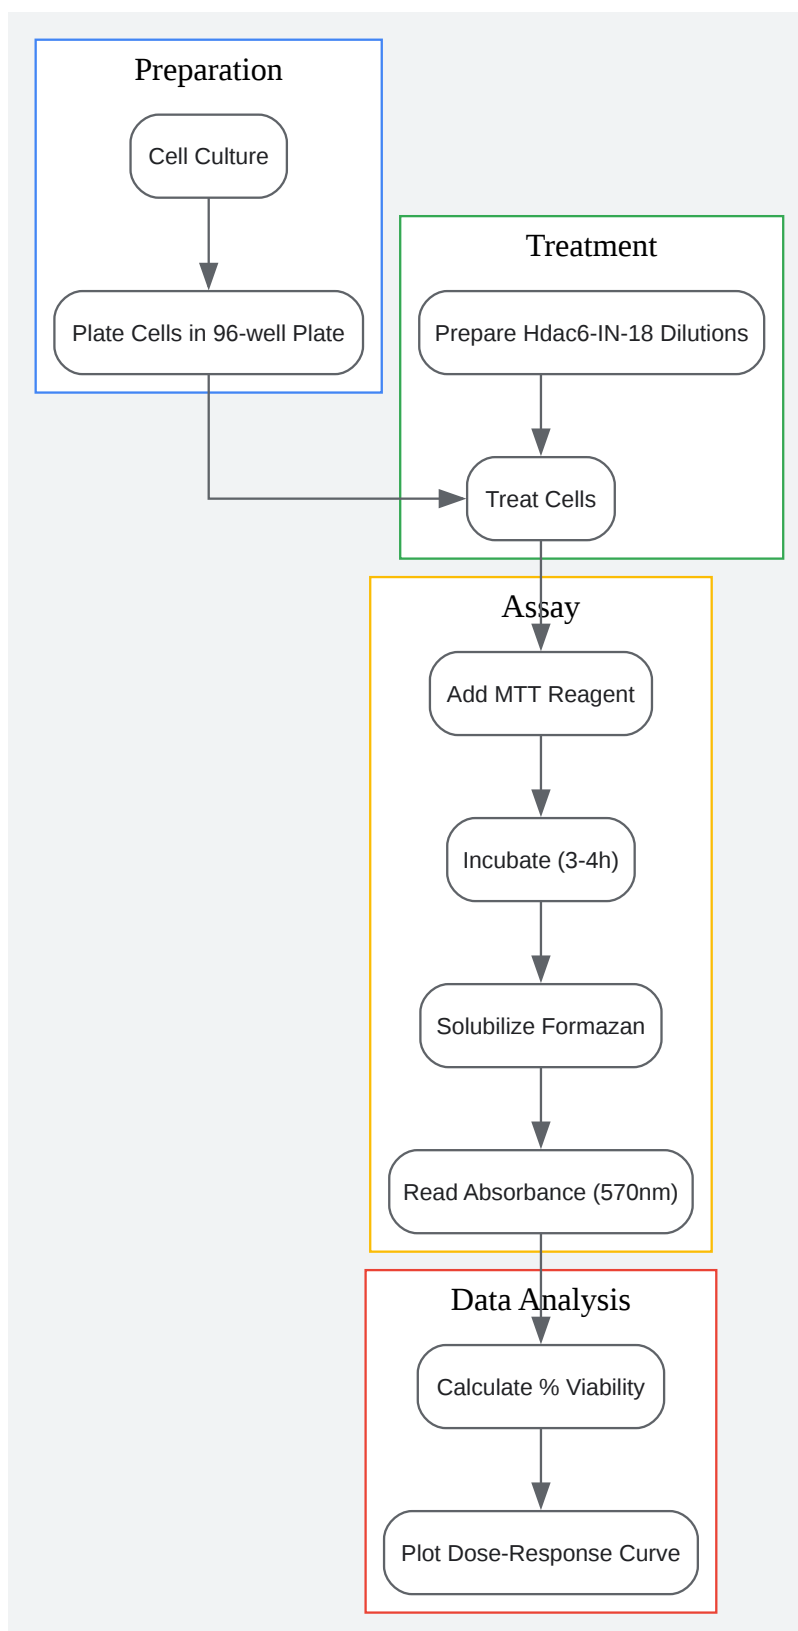 Preparation
Cell Culture
Plate Cells in 96-well Plate
Treatment
Prepare Hdac6-IN-18 Dilutions
Treat Cells
Assay
Add MTT Reagent
Incubate (3-4h)
Solubilize Formazan
Read Absorbance (570nm)
Data Analysis
Calculate % Viability
Plot Dose-Response Curve